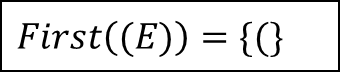 First((E)) = {(}